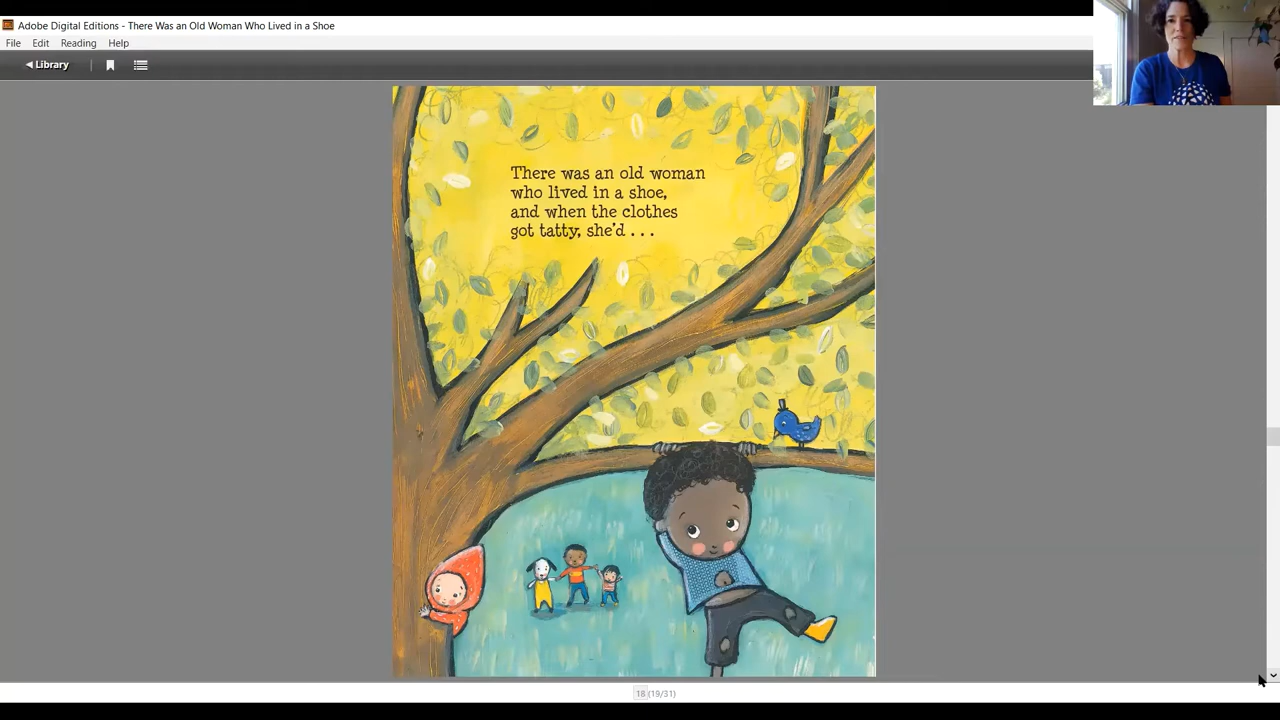 Adobe Digital Editions - There Was an Old Woman Who Lived in a Shoe
File Edit Reading Help
Library
There was an old woman
who lived in a shoe,
and when the clothes
got tatty, she'd . . .
18 (19/31)